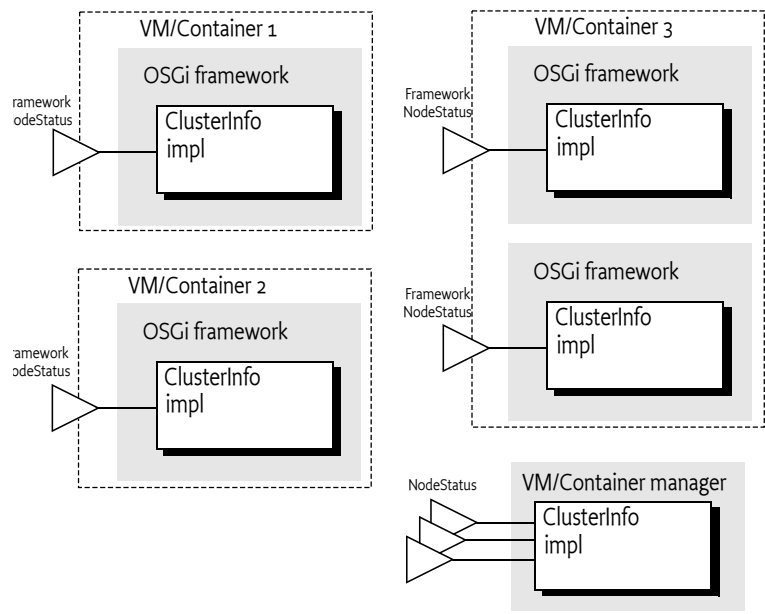 VM/Container 1
OSGi framework
ramework
odeStatus
ClusterInfo
impl
VM/Container 2
OSGi framework
ramework
odeStatus
ClusterInfo
impl
VM/Container 3
OSGi framework
Framework
NodeStatus
ClusterInfo
impl
OSGi framework
Framework
NodeStatus
ClusterInfo
impl
NodeStatus
VM/Container manager
ClusterInfo
impl